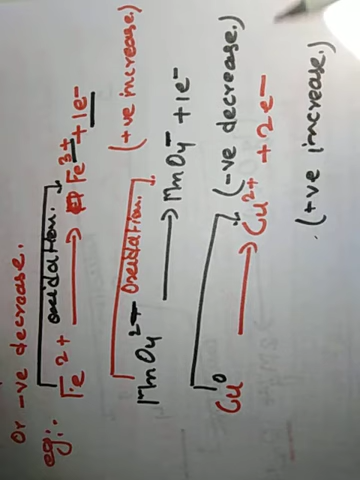 Or -ve decrease.
eg:- oxidation.
Fe²⁺ ⟶ Fe³⁺ + 1e⁻
(+ve increase.)
Oxidation.
MnO₄²⁻ ⟶ MnO₄⁻ + 1e⁻
(-ve decrease.)
Cu⁰ ⟶ Cu²⁺ + 2e⁻
(+ve increase.)